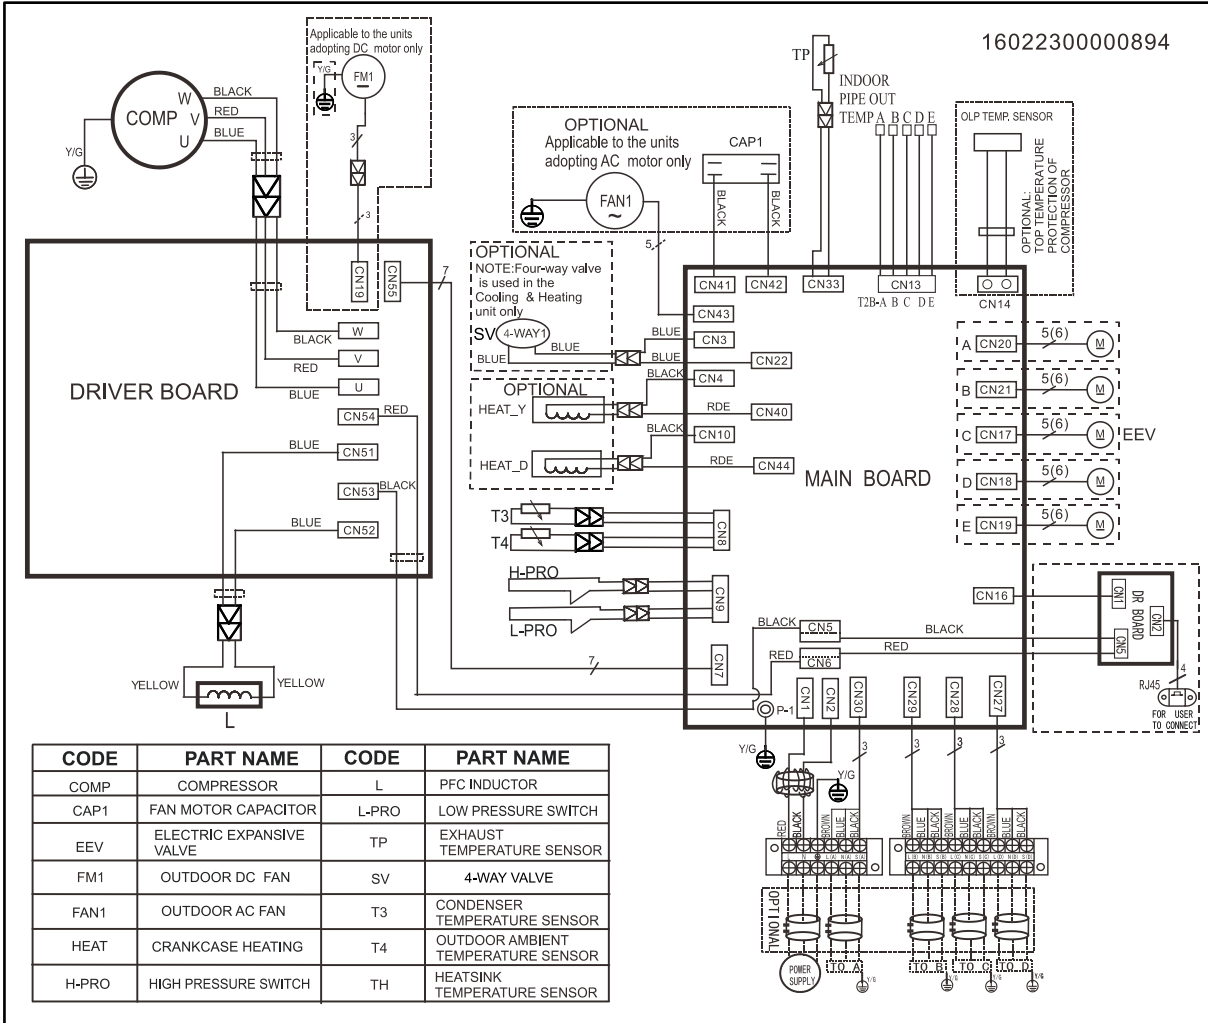 16022300000894
Applicable to the units
adopting DC motor only
Y/G
FM1
3
3
COMP
W
V
U
BLACK
RED
BLUE
Y/G
OPTIONAL
Applicable to the units
adopting AC motor only
CAP1
FAN1
~
BLACK
BLACK
5
TP
INDOOR
PIPE OUT
TEMP A B C D E
OLP TEMP. SENSOR
OPTIONAL:
TOP TEMPERATURE
PROTECTION OF
COMPRESSOR
CN14
DRIVER BOARD
CN19
CN55
7
W
V
U
BLACK
RED
BLUE
CN54
RED
CN51
BLUE
CN53
BLACK
CN52
BLUE
YELLOW
YELLOW
L
OPTIONAL
NOTE:Four-way valve
is used in the
Cooling & Heating
unit only
SV
4-WAY1
BLUE
BLUE
BLUE
BLUE
OPTIONAL
HEAT_Y
HEAT_D
BLACK
RDE
BLACK
RDE
T3
T4
H-PRO
L-PRO
7
MAIN BOARD
CN41
CN42
CN33
CN13
T2B-A B C D E
CN43
CN3
CN22
CN4
CN40
CN10
CN44
CN8
CN9
CN7
A CN20 5(6) M
B CN21 5(6) M
C CN17 5(6) M
D CN18 5(6) M
E CN19 5(6) M
EEV
CN16
BLACK
CN5
BLACK
RED
CN6
RED
P-1
CN1
CN2
CN30
CN29
CN28
CN27
CN1
DR BOARD
CN2
CN5
4
RJ45
FOR USER
TO CONNECT
Y/G
Y/G
3
3
3
3
RED
BLACK
BROWN
BLUE
BLACK
BROWN
BLUE
BLACK
BROWN
BLUE
BLACK
BROWN
BLUE
BLACK
L N L(A) N(A) S(A)
L(B) N(B) S(B) L(C) N(C) S(C) L(D) N(D) S(D)
OPTIONAL
POWER
SUPPLY
TO A
Y/G
TO B
Y/G
TO C
Y/G
TO D
Y/G
CODE PART NAME CODE PART NAME
COMP COMPRESSOR L PFC INDUCTOR
CAP1 FAN MOTOR CAPACITOR L-PRO LOW PRESSURE SWITCH
EEV ELECTRIC EXPANSIVE VALVE TP EXHAUST TEMPERATURE SENSOR
FM1 OUTDOOR DC FAN SV 4-WAY VALVE
FAN1 OUTDOOR AC FAN T3 CONDENSER TEMPERATURE SENSOR
HEAT CRANKCASE HEATING T4 OUTDOOR AMBIENT TEMPERATURE SENSOR
H-PRO HIGH PRESSURE SWITCH TH HEATSINK TEMPERATURE SENSOR